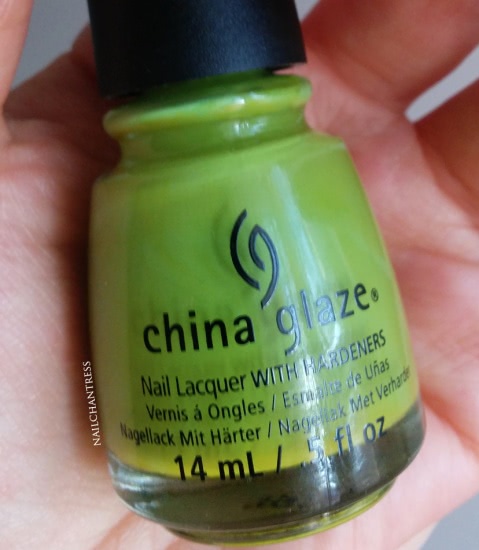 china glaze®
Nail Lacquer WITH HARDENERS
Vernis á Ongles / Esmalte de Uñas
Nagellack Mit Härter / Nagellak Met Verharder
14 mL / .5 fl oz
NAILCHANTRESS